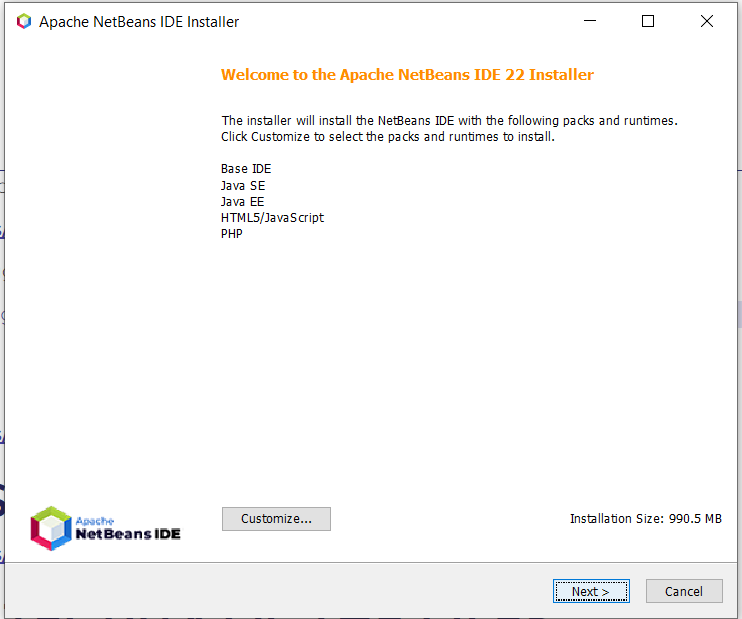 Apache NetBeans IDE Installer
Welcome to the Apache NetBeans IDE 22 Installer
The installer will install the NetBeans IDE with the following packs and runtimes.
Click Customize to select the packs and runtimes to install.
Base IDE
Java SE
Java EE
HTML5/JavaScript
PHP
Apache
NetBeans IDE
Customize...
Installation Size: 990.5 MB
Next >
Cancel